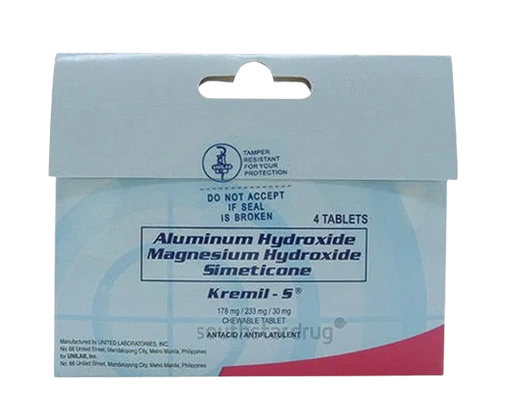 TAMPER
RESISTANT
FOR YOUR
PROTECTION
DO NOT ACCEPT
IF SEAL
IS BROKEN
4 TABLETS
Aluminum Hydroxide
Magnesium Hydroxide
Simeticone
Kremil - S®
178 mg / 233 mg / 30 mg
CHEWABLE TABLET
southstardrug
ANTACID / ANTIFLATULENT
Manufactured by UNITED LABORATORIES, INC.
No. 66 United Street, Mandaluyong City, Metro Manila, Philippines
for UNILAB, Inc.
No. 66 United Street, Mandaluyong City, Metro Manila, Philippines